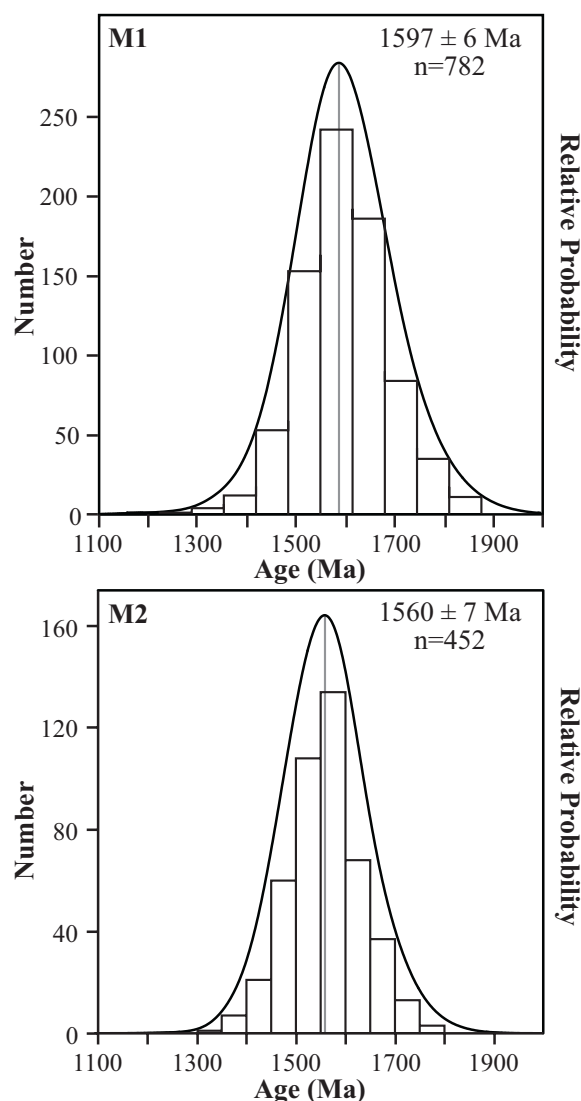 M1
1597 ± 6 Ma
n=782
250
200
150
100
50
0
Number
Relative Probability
1100 1300 1500 1700 1900
Age (Ma)
M2
1560 ± 7 Ma
n=452
160
120
80
40
0
Number
Relative Probability
1100 1300 1500 1700 1900
Age (Ma)